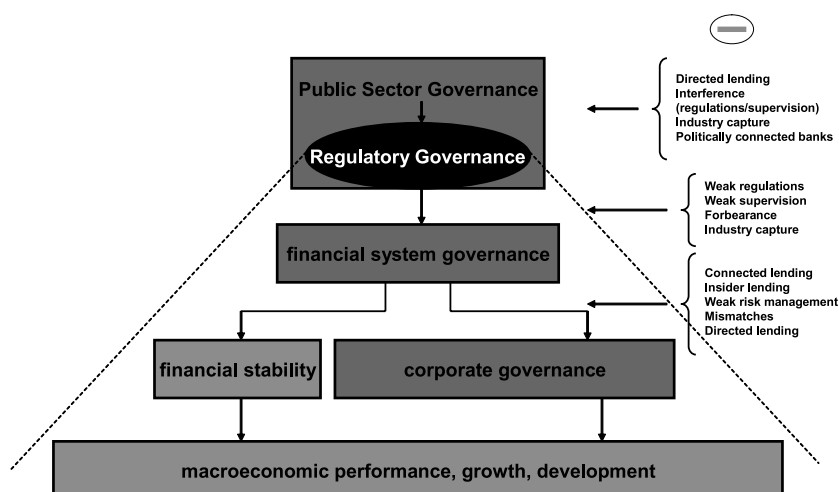 Public Sector Governance
Regulatory Governance
financial system governance
financial stability
corporate governance
macroeconomic performance, growth, development
Directed lending
Interference
(regulations/supervision)
Industry capture
Politically connected banks
Weak regulations
Weak supervision
Forbearance
Industry capture
Connected lending
Insider lending
Weak risk management
Mismatches
Directed lending